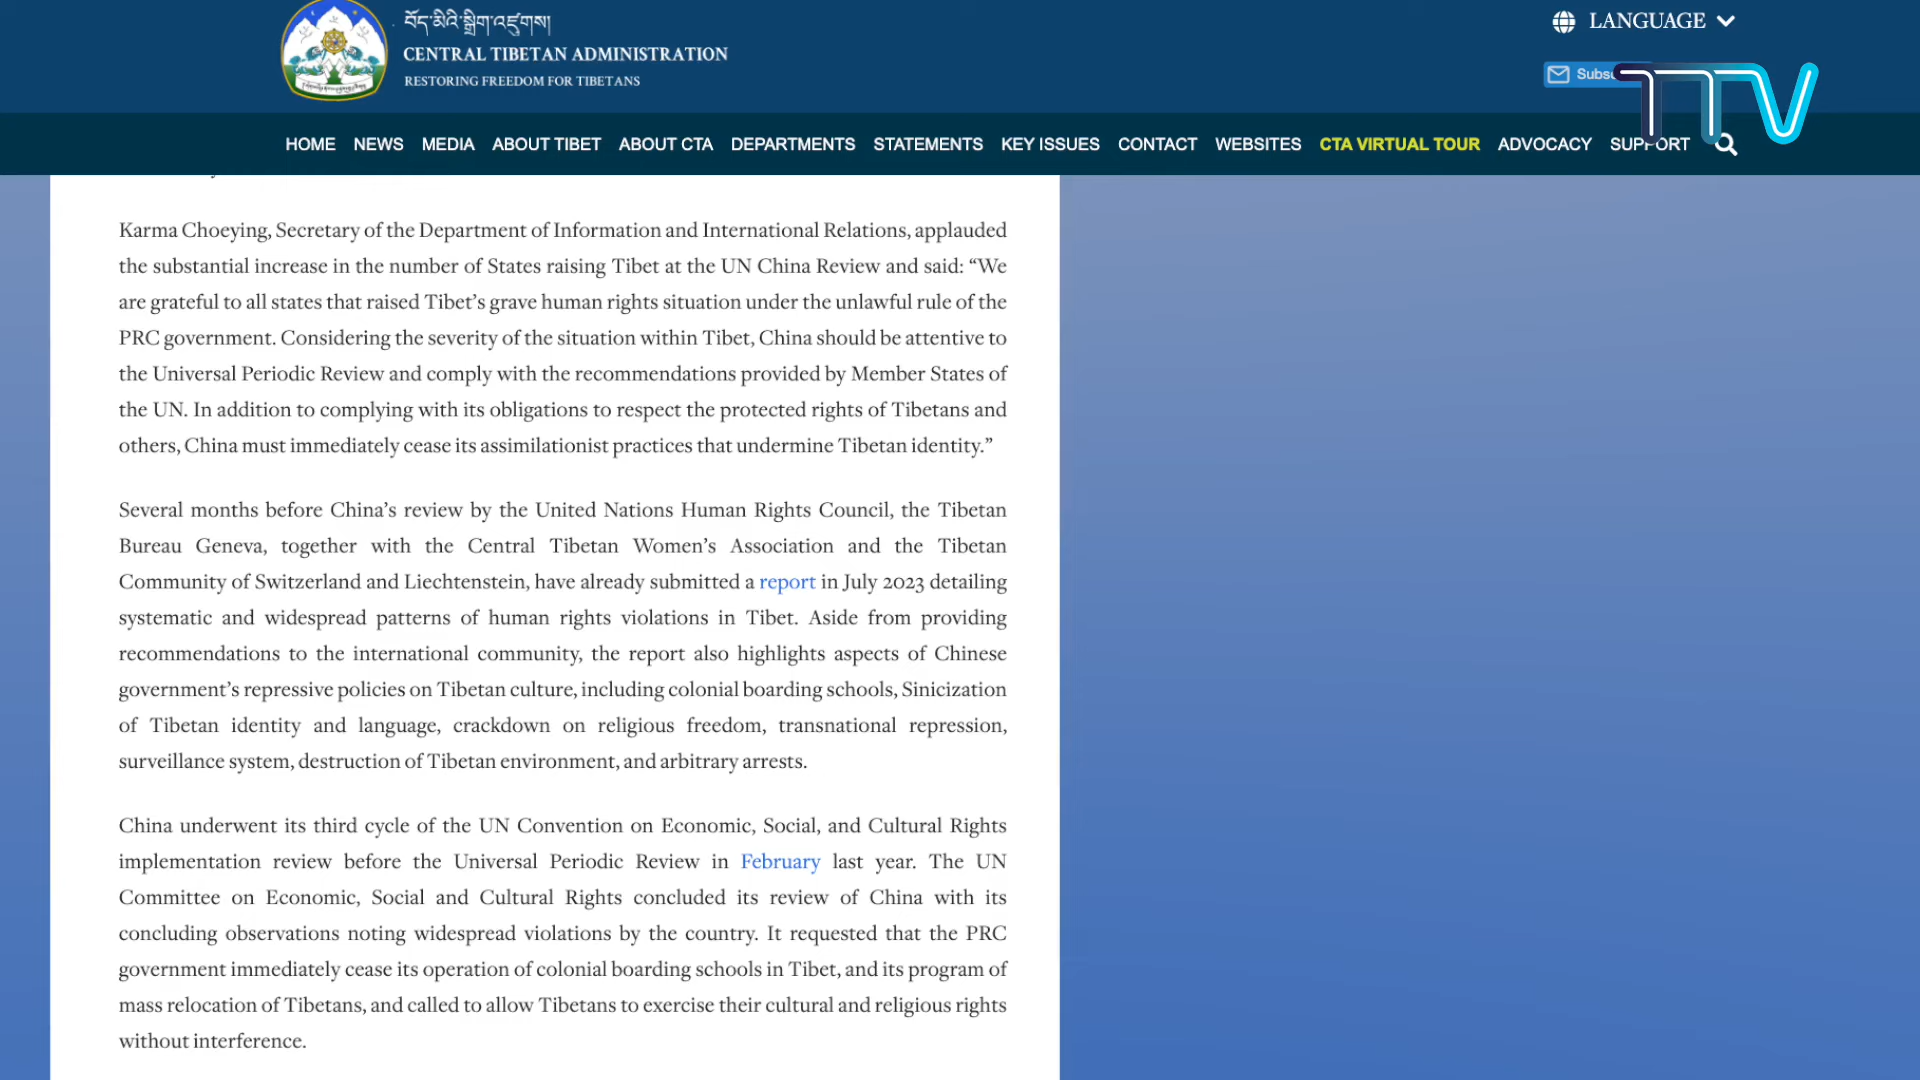 བོད་མིའི་སྒྲིག་འཛུགས།
CENTRAL TIBETAN ADMINISTRATION
RESTORING FREEDOM FOR TIBETANS
LANGUAGE
TTV
HOME NEWS MEDIA ABOUT TIBET ABOUT CTA DEPARTMENTS STATEMENTS KEY ISSUES CONTACT WEBSITES CTA VIRTUAL TOUR ADVOCACY SUPPORT
Karma Choeying, Secretary of the Department of Information and International Relations, applauded
the substantial increase in the number of States raising Tibet at the UN China Review and said: “We
are grateful to all states that raised Tibet’s grave human rights situation under the unlawful rule of the
PRC government. Considering the severity of the situation within Tibet, China should be attentive to
the Universal Periodic Review and comply with the recommendations provided by Member States of
the UN. In addition to complying with its obligations to respect the protected rights of Tibetans and
others, China must immediately cease its assimilationist practices that undermine Tibetan identity.”
Several months before China’s review by the United Nations Human Rights Council, the Tibetan
Bureau Geneva, together with the Central Tibetan Women’s Association and the Tibetan
Community of Switzerland and Liechtenstein, have already submitted a report in July 2023 detailing
systematic and widespread patterns of human rights violations in Tibet. Aside from providing
recommendations to the international community, the report also highlights aspects of Chinese
government’s repressive policies on Tibetan culture, including colonial boarding schools, Sinicization
of Tibetan identity and language, crackdown on religious freedom, transnational repression,
surveillance system, destruction of Tibetan environment, and arbitrary arrests.
China underwent its third cycle of the UN Convention on Economic, Social, and Cultural Rights
implementation review before the Universal Periodic Review in February last year. The UN
Committee on Economic, Social and Cultural Rights concluded its review of China with its
concluding observations noting widespread violations by the country. It requested that the PRC
government immediately cease its operation of colonial boarding schools in Tibet, and its program of
mass relocation of Tibetans, and called to allow Tibetans to exercise their cultural and religious rights
without interference.